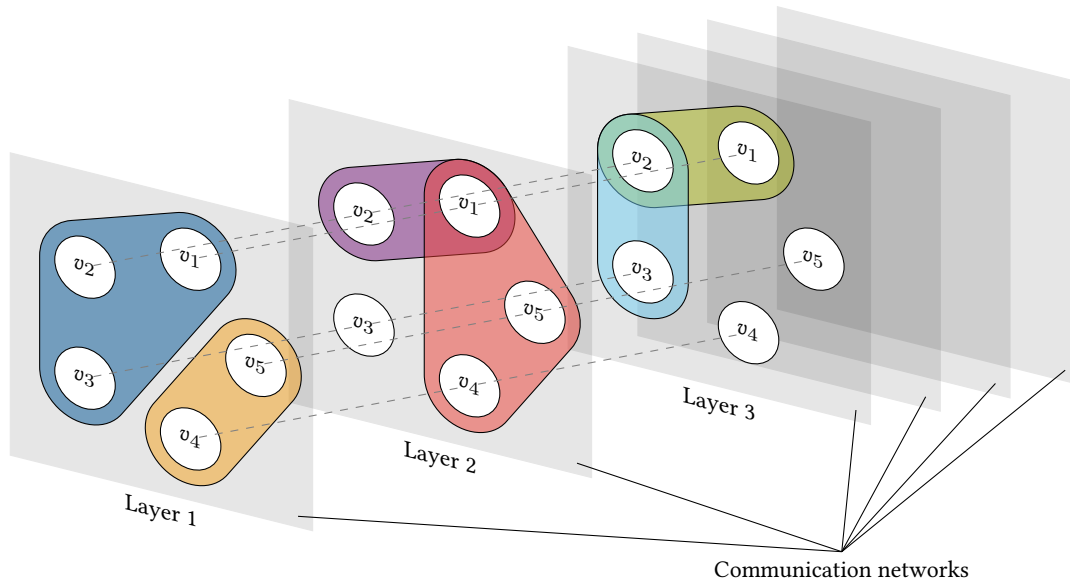 v₂
v₁
v₃
v₅
v₄
Layer 1
v₂
v₁
v₃
v₅
v₄
Layer 2
v₂
v₁
v₃
v₅
v₄
Layer 3
Communication networks